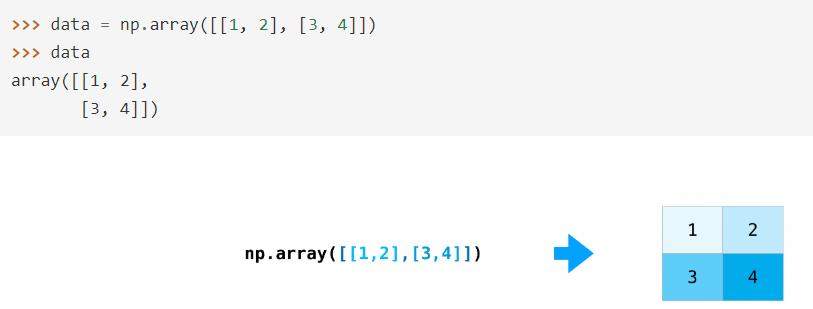 >>> data = np.array([[1, 2], [3, 4]])
>>> data
array([[1, 2],
       [3, 4]])
np.array([[1,2],[3,4]])
1 2
3 4